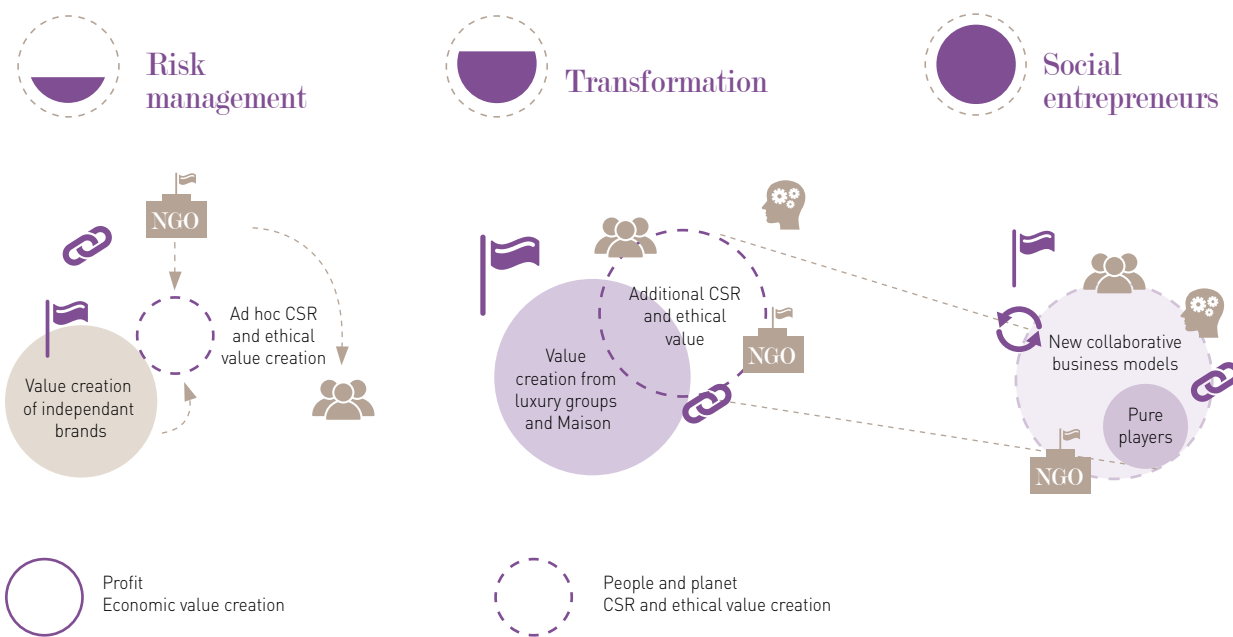 Risk
management
Transformation
Social
entrepreneurs
NGO
Ad hoc CSR
and ethical
value creation
Value creation
of independant
brands
Additional CSR
and ethical
value
NGO
Value
creation from
luxury groups
and Maison
New collaborative
business models
Pure
players
NGO
Profit
Economic value creation
People and planet
CSR and ethical value creation